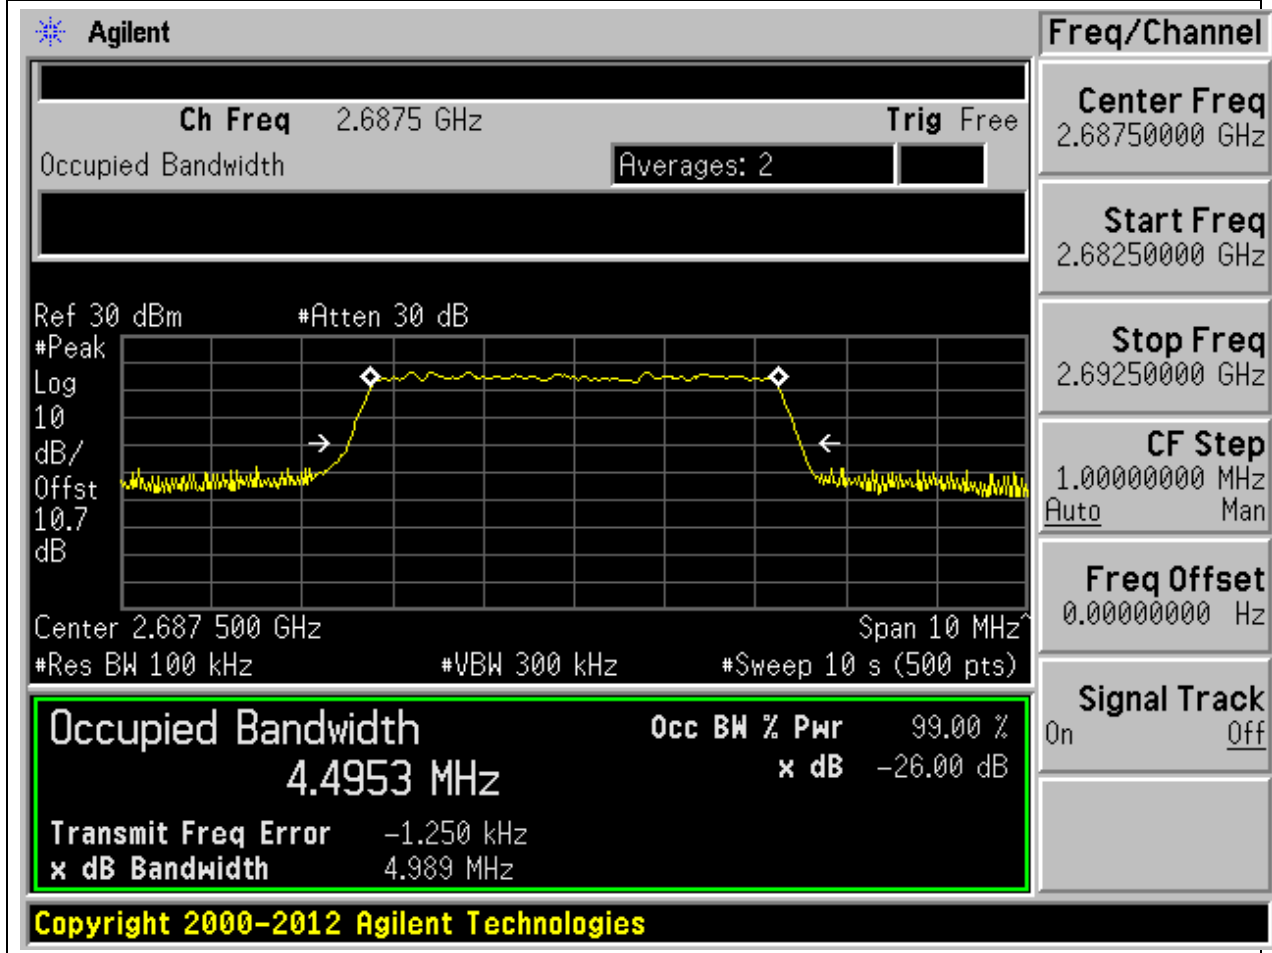 Agilent
Freq/Channel
Ch Freq 2.6875 GHz Trig Free
Occupied Bandwidth Averages: 2
Center Freq
2.68750000 GHz
Start Freq
2.68250000 GHz
Stop Freq
2.69250000 GHz
CF Step
1.00000000 MHz
Auto Man
Freq Offset
0.00000000 Hz
Signal Track
On Off
Ref 30 dBm #Atten 30 dB
#Peak
Log
10
dB/
Offst
10.7
dB
Center 2.687 500 GHz Span 10 MHz^
#Res BW 100 kHz #VBW 300 kHz #Sweep 10 s (500 pts)
Occupied Bandwidth Occ BW % Pwr 99.00 %
4.4953 MHz x dB -26.00 dB
Transmit Freq Error -1.250 kHz
x dB Bandwidth 4.989 MHz
Copyright 2000-2012 Agilent Technologies